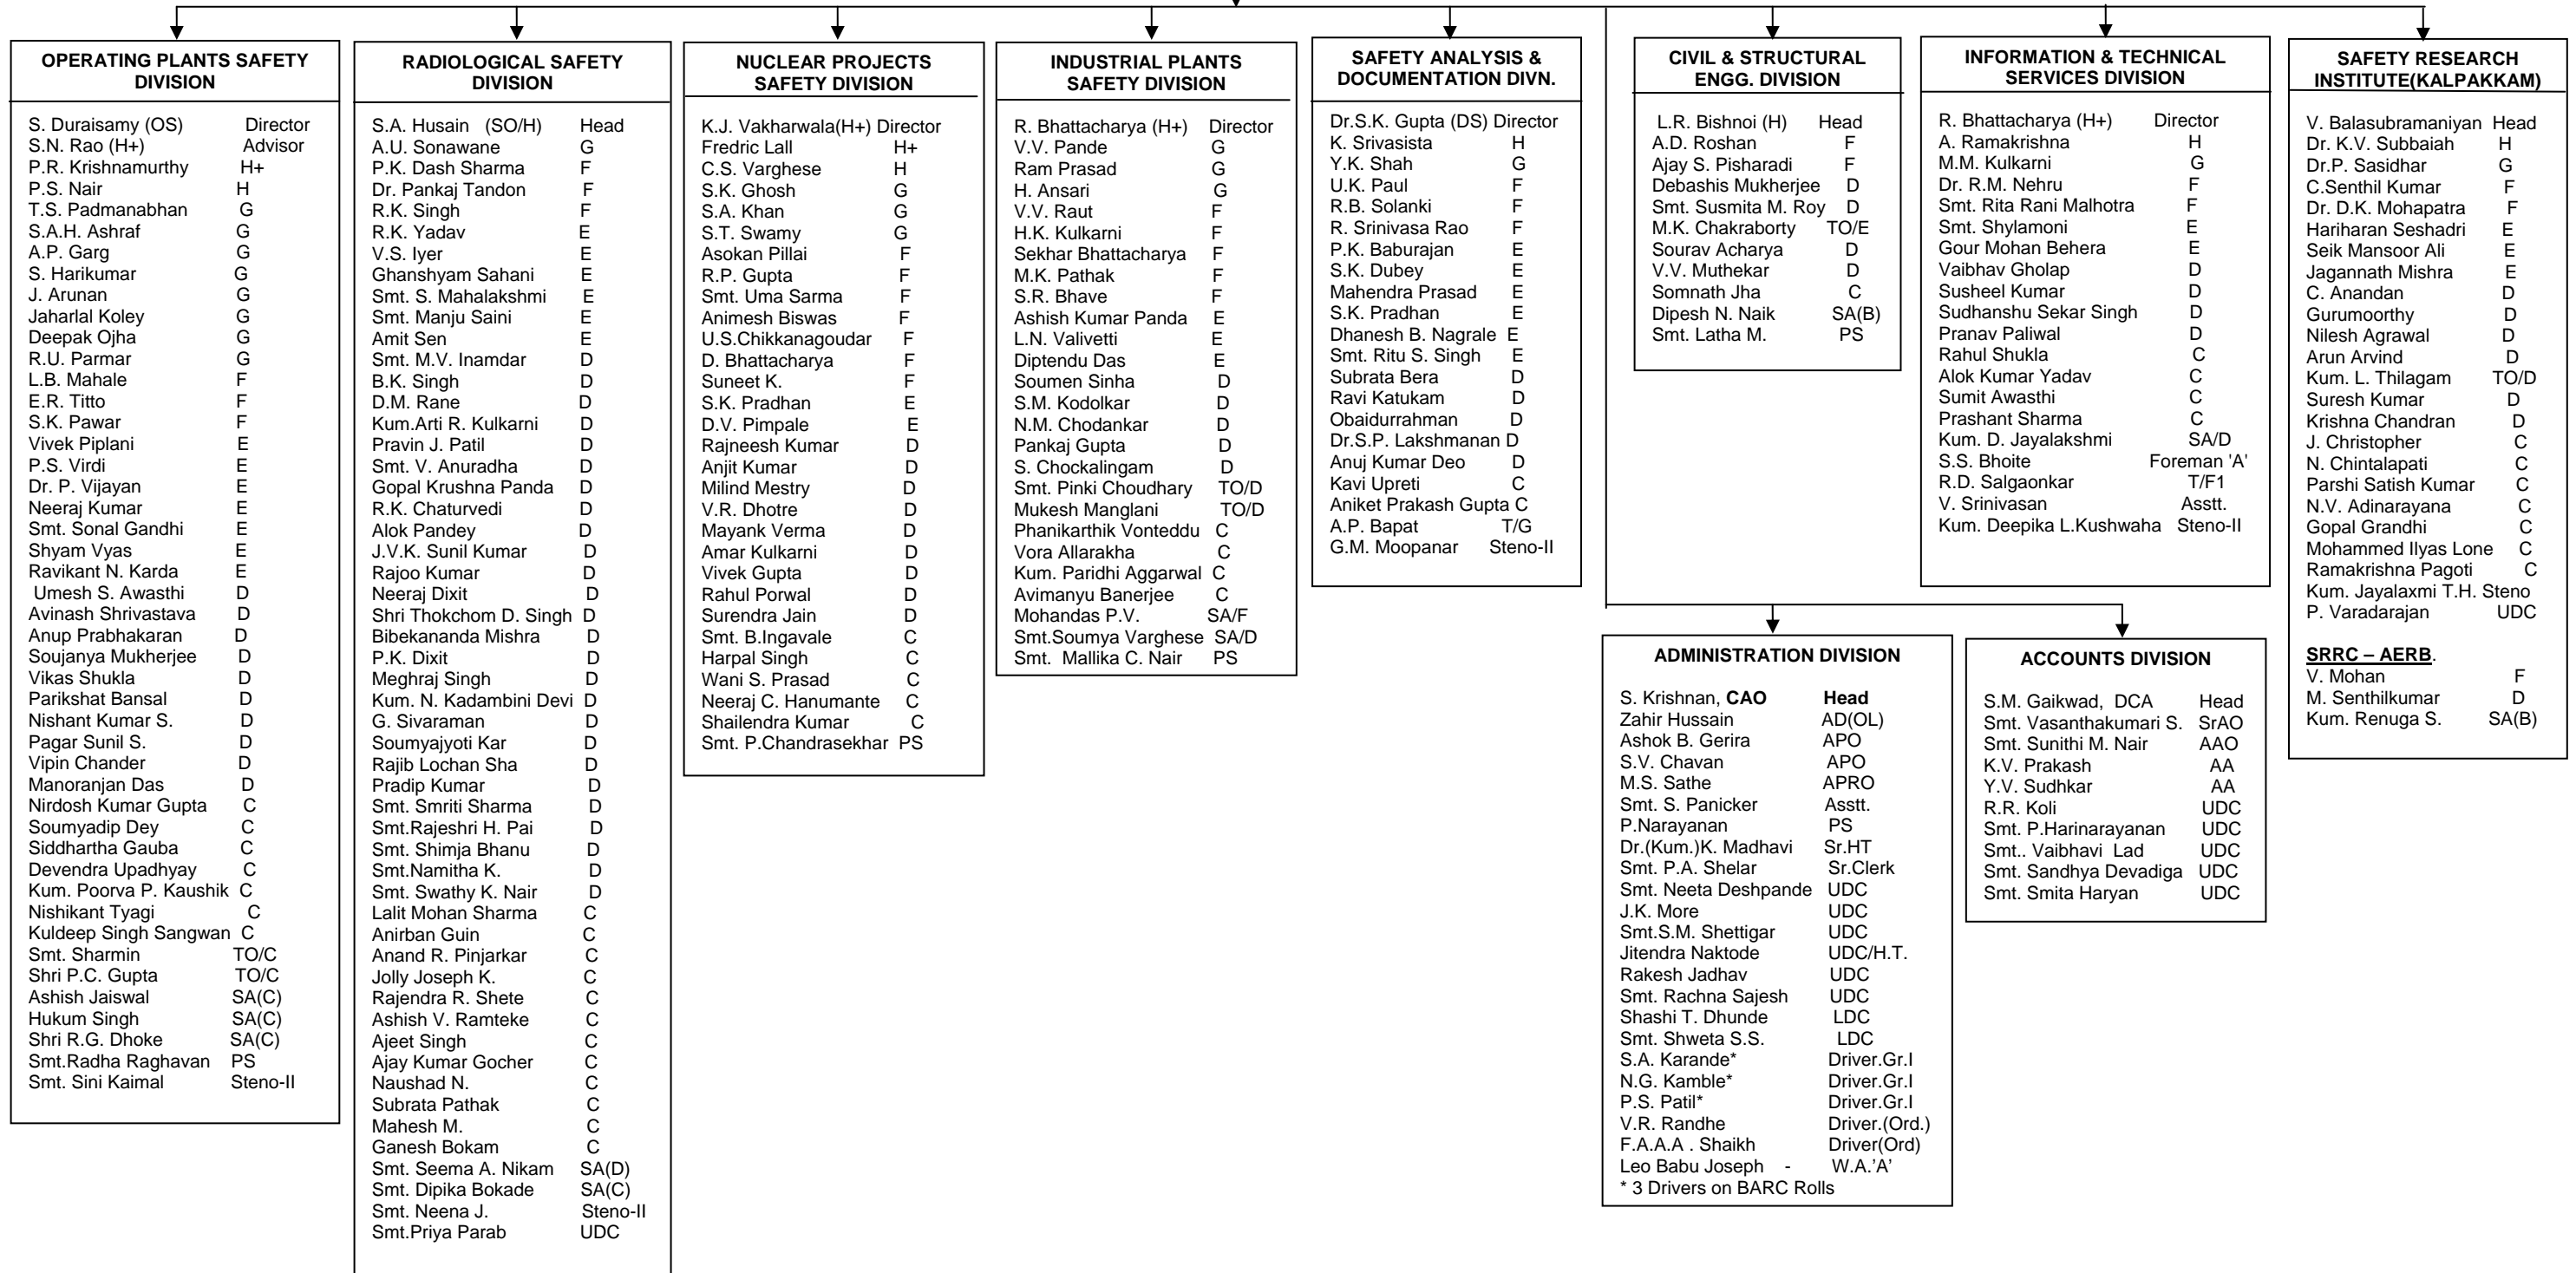 OPERATING PLANTS SAFETY
DIVISION
S. Duraisamy (OS) Director
S.N. Rao (H+) Advisor
P.R. Krishnamurthy H+
P.S. Nair H
T.S. Padmanabhan G
S.A.H. Ashraf G
A.P. Garg G
S. Harikumar G
J. Arunan G
Jaharlal Koley G
Deepak Ojha G
R.U. Parmar G
L.B. Mahale F
E.R. Titto F
S.K. Pawar F
Vivek Piplani E
P.S. Virdi E
Dr. P. Vijayan E
Neeraj Kumar E
Smt. Sonal Gandhi E
Shyam Vyas E
Ravikant N. Karda E
Umesh S. Awasthi D
Avinash Shrivastava D
Anup Prabhakaran D
Soujanya Mukherjee D
Vikas Shukla D
Parikshat Bansal D
Nishant Kumar S. D
Pagar Sunil S. D
Vipin Chander D
Manoranjan Das D
Nirdosh Kumar Gupta C
Soumyadip Dey C
Siddhartha Gauba C
Devendra Upadhyay C
Kum. Poorva P. Kaushik C
Nishikant Tyagi C
Kuldeep Singh Sangwan C
Smt. Sharmin TO/C
Shri P.C. Gupta TO/C
Ashish Jaiswal SA(C)
Hukum Singh SA(C)
Shri R.G. Dhoke SA(C)
Smt.Radha Raghavan PS
Smt. Sini Kaimal Steno-II
RADIOLOGICAL SAFETY
DIVISION
S.A. Husain (SO/H) Head
A.U. Sonawane G
P.K. Dash Sharma F
Dr. Pankaj Tandon F
R.K. Singh F
R.K. Yadav E
V.S. Iyer E
Ghanshyam Sahani E
Smt. S. Mahalakshmi E
Smt. Manju Saini E
Amit Sen E
Smt. M.V. Inamdar D
B.K. Singh D
D.M. Rane D
Kum.Arti R. Kulkarni D
Pravin J. Patil D
Smt. V. Anuradha D
Gopal Krushna Panda D
R.K. Chaturvedi D
Alok Pandey D
J.V.K. Sunil Kumar D
Rajoo Kumar D
Neeraj Dixit D
Shri Thokchom D. Singh D
Bibekananda Mishra D
P.K. Dixit D
Meghraj Singh D
Kum. N. Kadambini Devi D
G. Sivaraman D
Soumyajyoti Kar D
Rajib Lochan Sha D
Pradip Kumar D
Smt. Smriti Sharma D
Smt.Rajeshri H. Pai D
Smt. Shimja Bhanu D
Smt.Namitha K. D
Smt. Swathy K. Nair D
Lalit Mohan Sharma C
Anirban Guin C
Anand R. Pinjarkar C
Jolly Joseph K. C
Rajendra R. Shete C
Ashish V. Ramteke C
Ajeet Singh C
Ajay Kumar Gocher C
Naushad N. C
Subrata Pathak C
Mahesh M. C
Ganesh Bokam C
Smt. Seema A. Nikam SA(D)
Smt. Dipika Bokade SA(C)
Smt. Neena J. Steno-II
Smt.Priya Parab UDC
NUCLEAR PROJECTS
SAFETY DIVISION
K.J. Vakharwala(H+) Director
Fredric Lall H+
C.S. Varghese H
S.K. Ghosh G
S.A. Khan G
S.T. Swamy G
Asokan Pillai F
R.P. Gupta F
Smt. Uma Sarma F
Animesh Biswas F
U.S.Chikkanagoudar F
D. Bhattacharya F
Suneet K. F
S.K. Pradhan E
D.V. Pimpale E
Rajneesh Kumar D
Anjit Kumar D
Milind Mestry D
V.R. Dhotre D
Mayank Verma D
Amar Kulkarni D
Vivek Gupta D
Rahul Porwal D
Surendra Jain D
Smt. B.Ingavale C
Harpal Singh C
Wani S. Prasad C
Neeraj C. Hanumante C
Shailendra Kumar C
Smt. P.Chandrasekhar PS
INDUSTRIAL PLANTS
SAFETY DIVISION
R. Bhattacharya (H+) Director
V.V. Pande G
Ram Prasad G
H. Ansari G
V.V. Raut F
H.K. Kulkarni F
Sekhar Bhattacharya F
M.K. Pathak F
S.R. Bhave F
Ashish Kumar Panda E
L.N. Valivetti E
Diptendu Das E
Soumen Sinha D
S.M. Kodolkar D
N.M. Chodankar D
Pankaj Gupta D
S. Chockalingam D
Smt. Pinki Choudhary TO/D
Mukesh Manglani TO/D
Phanikarthik Vonteddu C
Vora Allarakha C
Kum. Paridhi Aggarwal C
Avimanyu Banerjee C
Mohandas P.V. SA/F
Smt.Soumya Varghese SA/D
Smt. Mallika C. Nair PS
SAFETY ANALYSIS &
DOCUMENTATION DIVN.
Dr.S.K. Gupta (DS) Director
K. Srivasista H
Y.K. Shah G
U.K. Paul F
R.B. Solanki F
R. Srinivasa Rao F
P.K. Baburajan E
S.K. Dubey E
Mahendra Prasad E
S.K. Pradhan E
Dhanesh B. Nagrale E
Smt. Ritu S. Singh E
Subrata Bera D
Ravi Katukam D
Obaidurrahman D
Dr.S.P. Lakshmanan D
Anuj Kumar Deo D
Kavi Upreti C
Aniket Prakash Gupta C
A.P. Bapat T/G
G.M. Moopanar Steno-II
CIVIL & STRUCTURAL
ENGG. DIVISION
L.R. Bishnoi (H) Head
A.D. Roshan F
Ajay S. Pisharadi F
Debashis Mukherjee D
Smt. Susmita M. Roy D
M.K. Chakraborty TO/E
Sourav Acharya D
V.V. Muthekar D
Somnath Jha C
Dipesh N. Naik SA(B)
Smt. Latha M. PS
INFORMATION & TECHNICAL
SERVICES DIVISION
R. Bhattacharya (H+) Director
A. Ramakrishna H
M.M. Kulkarni G
Dr. R.M. Nehru F
Smt. Rita Rani Malhotra F
Smt. Shylamoni E
Gour Mohan Behera E
Vaibhav Gholap D
Susheel Kumar D
Sudhanshu Sekar Singh D
Pranav Paliwal D
Rahul Shukla C
Alok Kumar Yadav C
Sumit Awasthi C
Prashant Sharma C
Kum. D. Jayalakshmi SA/D
S.S. Bhoite Foreman 'A'
R.D. Salgaonkar T/F1
V. Srinivasan Asstt.
Kum. Deepika L.Kushwaha Steno-II
SAFETY RESEARCH
INSTITUTE(KALPAKKAM)
V. Balasubramaniyan Head
Dr. K.V. Subbaiah H
Dr.P. Sasidhar G
C.Senthil Kumar F
Dr. D.K. Mohapatra F
Hariharan Seshadri E
Seik Mansoor Ali E
Jagannath Mishra E
C. Anandan D
Gurumoorthy D
Nilesh Agrawal D
Arun Arvind D
Kum. L. Thilagam TO/D
Suresh Kumar D
Krishna Chandran D
J. Christopher C
N. Chintalapati C
Parshi Satish Kumar C
N.V. Adinarayana C
Gopal Grandhi C
Mohammed Ilyas Lone C
Ramakrishna Pagoti C
Kum. Jayalaxmi T.H. Steno
P. Varadarajan UDC
SRRC – AERB.
V. Mohan F
M. Senthilkumar D
Kum. Renuga S. SA(B)
ADMINISTRATION DIVISION
S. Krishnan, CAO Head
Zahir Hussain AD(OL)
Ashok B. Gerira APO
S.V. Chavan APO
M.S. Sathe APRO
Smt. S. Panicker Asstt.
P.Narayanan PS
Dr.(Kum.)K. Madhavi Sr.HT
Smt. P.A. Shelar Sr.Clerk
Smt. Neeta Deshpande UDC
J.K. More UDC
Smt.S.M. Shettigar UDC
Jitendra Naktode UDC/H.T.
Rakesh Jadhav UDC
Smt. Rachna Sajesh UDC
Shashi T. Dhunde LDC
Smt. Shweta S.S. LDC
S.A. Karande* Driver.Gr.I
N.G. Kamble* Driver.Gr.I
P.S. Patil* Driver.Gr.I
V.R. Randhe Driver.(Ord.)
F.A.A.A . Shaikh Driver(Ord)
Leo Babu Joseph - W.A.'A'
* 3 Drivers on BARC Rolls
ACCOUNTS DIVISION
S.M. Gaikwad, DCA Head
Smt. Vasanthakumari S. SrAO
Smt. Sunithi M. Nair AAO
K.V. Prakash AA
Y.V. Sudhkar AA
R.R. Koli UDC
Smt. P.Harinarayanan UDC
Smt.. Vaibhavi Lad UDC
Smt. Sandhya Devadiga UDC
Smt. Smita Haryan UDC